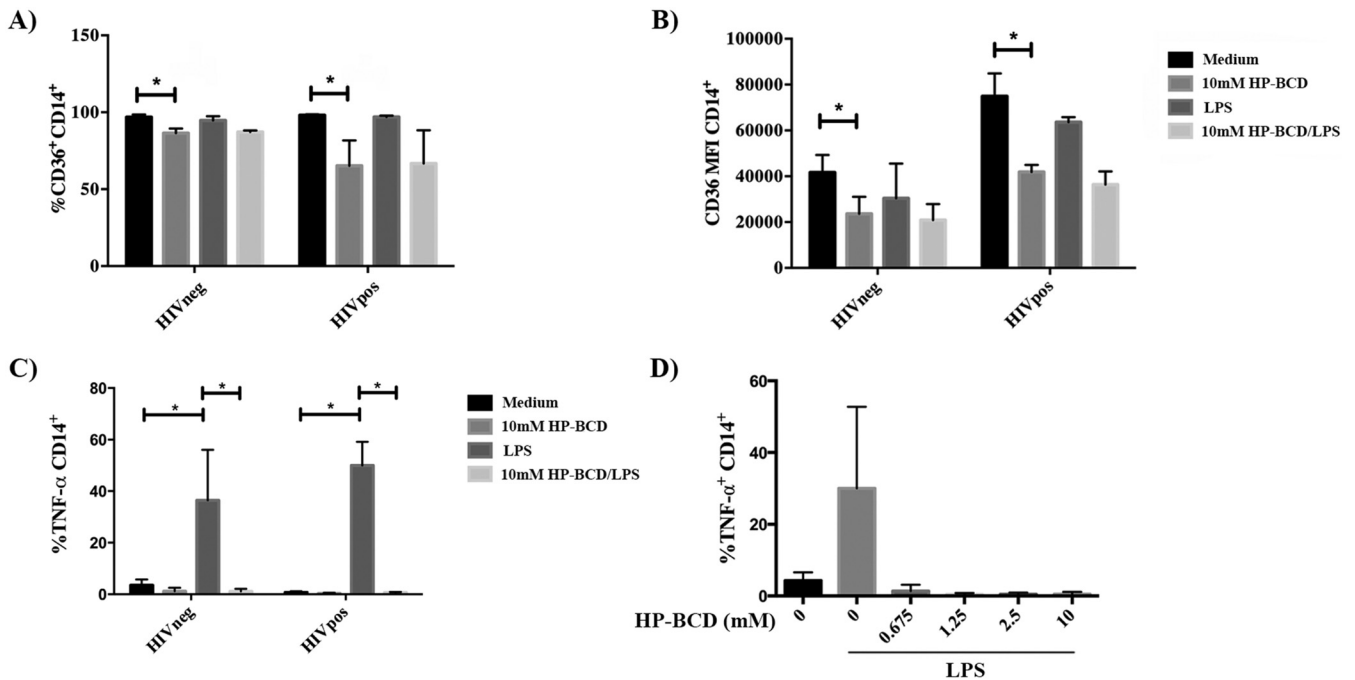 A)
%CD36+ CD14+
150
100
50
0
*
*
HIVneg
HIVpos
B)
CD36 MFI CD14+
100000
80000
60000
40000
20000
0
*
*
HIVneg
HIVpos
Medium
10mM HP-BCD
LPS
10mM HP-BCD/LPS
C)
%TNF-α CD14+
80
60
40
20
0
*
*
*
*
HIVneg
HIVpos
Medium
10mM HP-BCD
LPS
10mM HP-BCD/LPS
D)
%TNF-α+ CD14+
60
40
20
0
HP-BCD (mM) 0 0 0.675 1.25 2.5 10
LPS